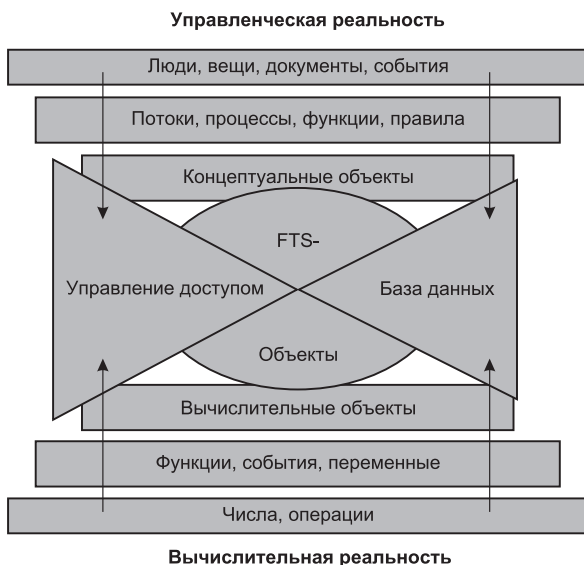 Управленческая реальность
Люди, вещи, документы, события
Потоки, процессы, функции, правила
Концептуальные объекты
FTS-
Управление доступом
База данных
Объекты
Вычислительные объекты
Функции, события, переменные
Числа, операции
Вычислительная реальность